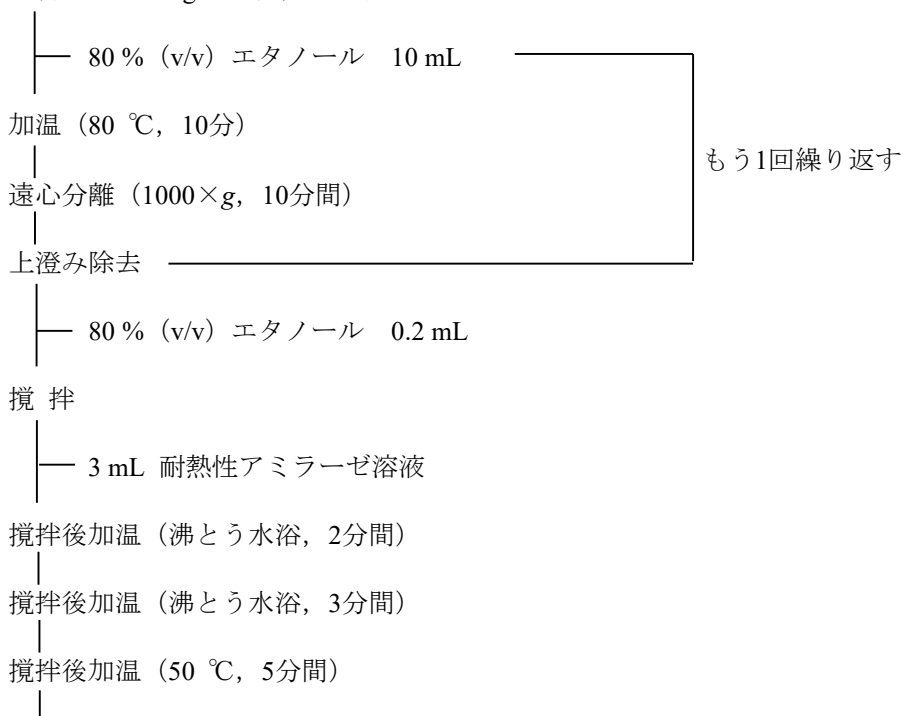 80 %（v/v）エタノール　10 mL
加温（80 ℃，10分）
もう1回繰り返す
遠心分離（1000×g，10分間）
上澄み除去
80 %（v/v）エタノール　0.2 mL
撹 拌
3 mL 耐熱性アミラーゼ溶液
撹拌後加温（沸とう水浴，2分間）
撹拌後加温（沸とう水浴，3分間）
撹拌後加温（50 ℃，5分間）